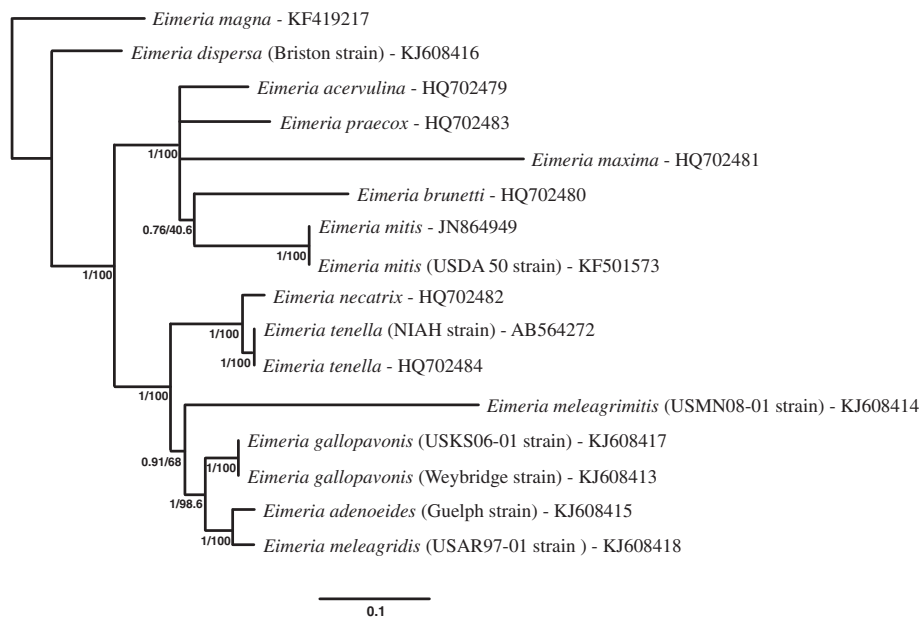 Eimeria magna - KF419217
Eimeria dispersa (Briston strain) - KJ608416
Eimeria acervulina - HQ702479
Eimeria praecox - HQ702483
1/100
Eimeria maxima - HQ702481
Eimeria brunetti - HQ702480
0.76/40.6
Eimeria mitis - JN864949
1/100
Eimeria mitis (USDA 50 strain) - KF501573
1/100
Eimeria necatrix - HQ702482
1/100
Eimeria tenella (NIAH strain) - AB564272
1/100
Eimeria tenella - HQ702484
1/100
Eimeria meleagrimitis (USMN08-01 strain) - KJ608414
Eimeria gallopavonis (USKS06-01 strain) - KJ608417
0.91/68
1/100
Eimeria gallopavonis (Weybridge strain) - KJ608413
1/98.6
Eimeria adenoeides (Guelph strain) - KJ608415
1/100
Eimeria meleagridis (USAR97-01 strain ) - KJ608418
0.1